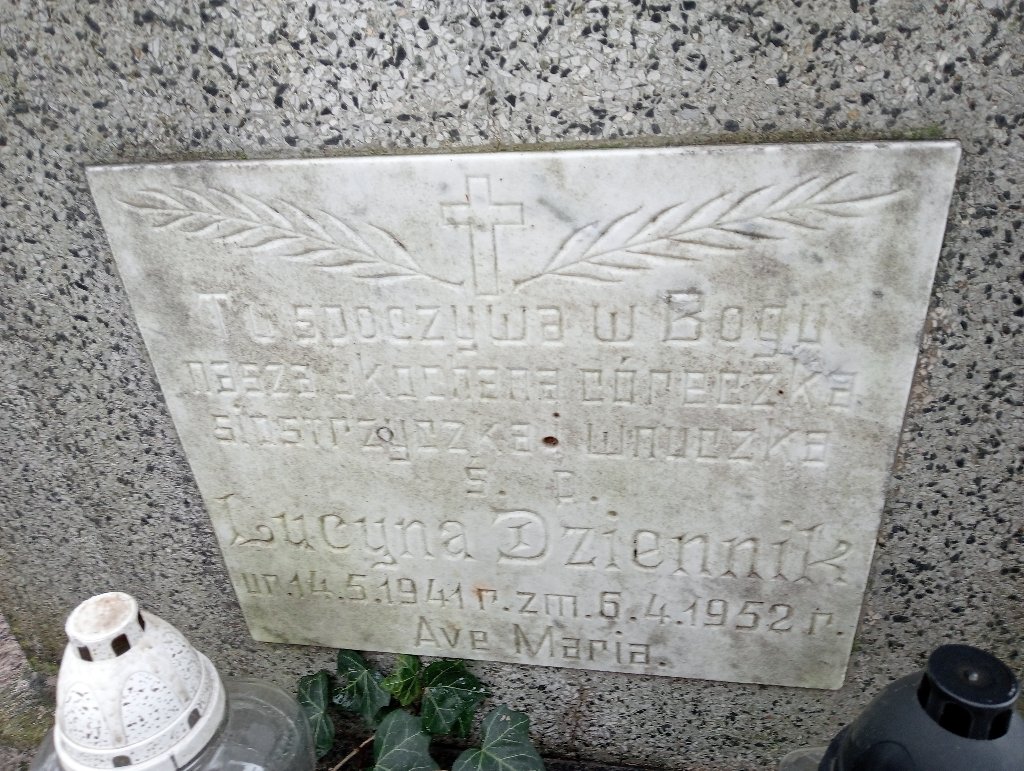 Tu spoczywa w Bogu
nasza ukochana córeczka
siostrzyczka wnuczka
ś. p.
Lucyna Dziennik
ur. 14.5.1941 r. zm. 6.4.1952 r.
Ave Maria.